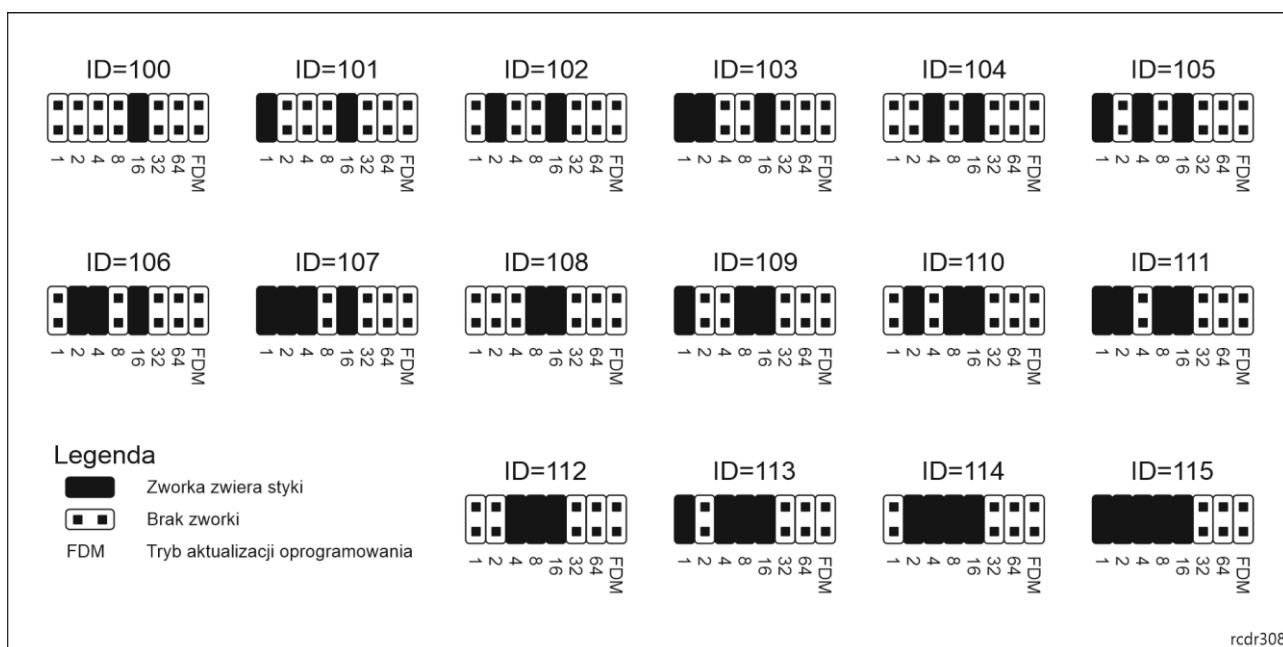 ID=100 ID=101 ID=102 ID=103 ID=104 ID=105
1 2 4 8 16 32 64 FDM 1 2 4 8 16 32 64 FDM 1 2 4 8 16 32 64 FDM 1 2 4 8 16 32 64 FDM 1 2 4 8 16 32 64 FDM 1 2 4 8 16 32 64 FDM
ID=106 ID=107 ID=108 ID=109 ID=110 ID=111
1 2 4 8 16 32 64 FDM 1 2 4 8 16 32 64 FDM 1 2 4 8 16 32 64 FDM 1 2 4 8 16 32 64 FDM 1 2 4 8 16 32 64 FDM 1 2 4 8 16 32 64 FDM
Legenda
Zworka zwiera styki
Brak zworki
FDM Tryb aktualizacji oprogramowania
ID=112 ID=113 ID=114 ID=115
1 2 4 8 16 32 64 FDM 1 2 4 8 16 32 64 FDM 1 2 4 8 16 32 64 FDM 1 2 4 8 16 32 64 FDM
rcdr308